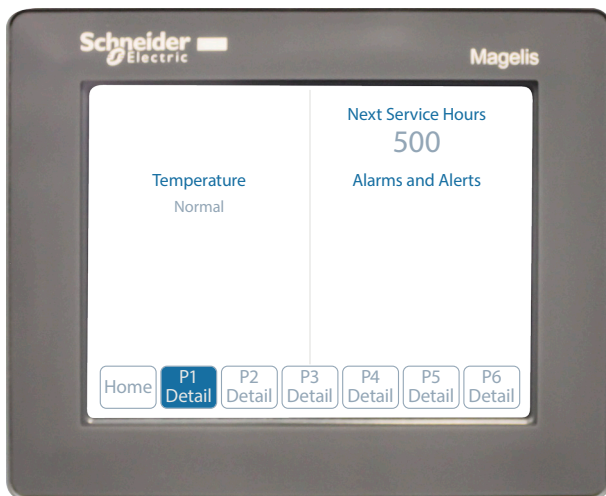 Schneider
Electric
Magelis
Next Service Hours
500
Temperature
Normal
Alarms and Alerts
Home
P1
Detail
P2
Detail
P3
Detail
P4
Detail
P5
Detail
P6
Detail